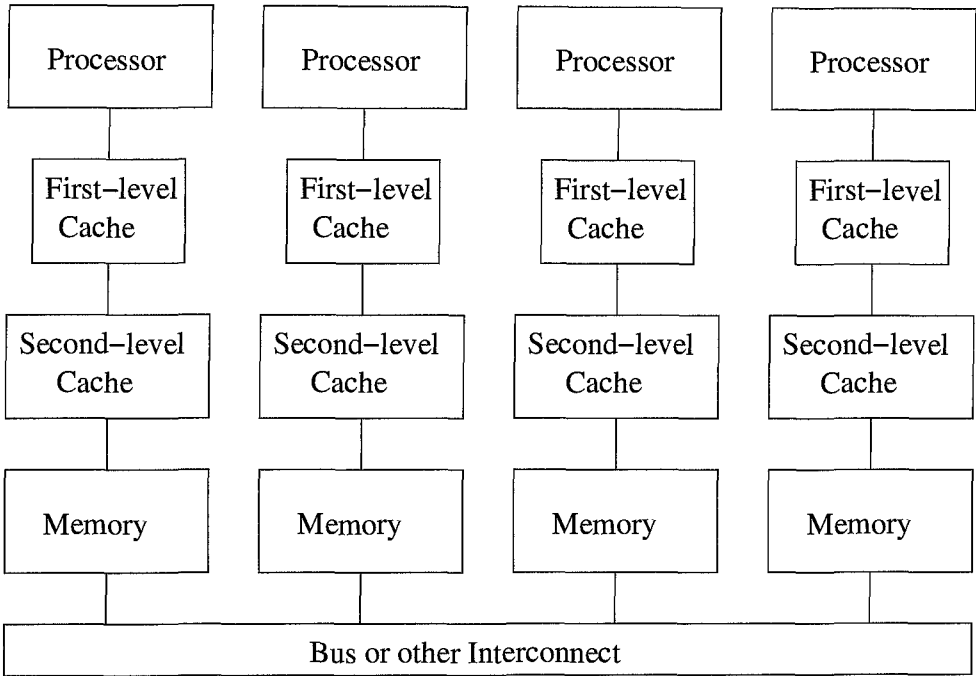 Processor
Processor
Processor
Processor
First-level
Cache
First-level
Cache
First-level
Cache
First-level
Cache
Second-level
Cache
Second-level
Cache
Second-level
Cache
Second-level
Cache
Memory
Memory
Memory
Memory
Bus or other Interconnect